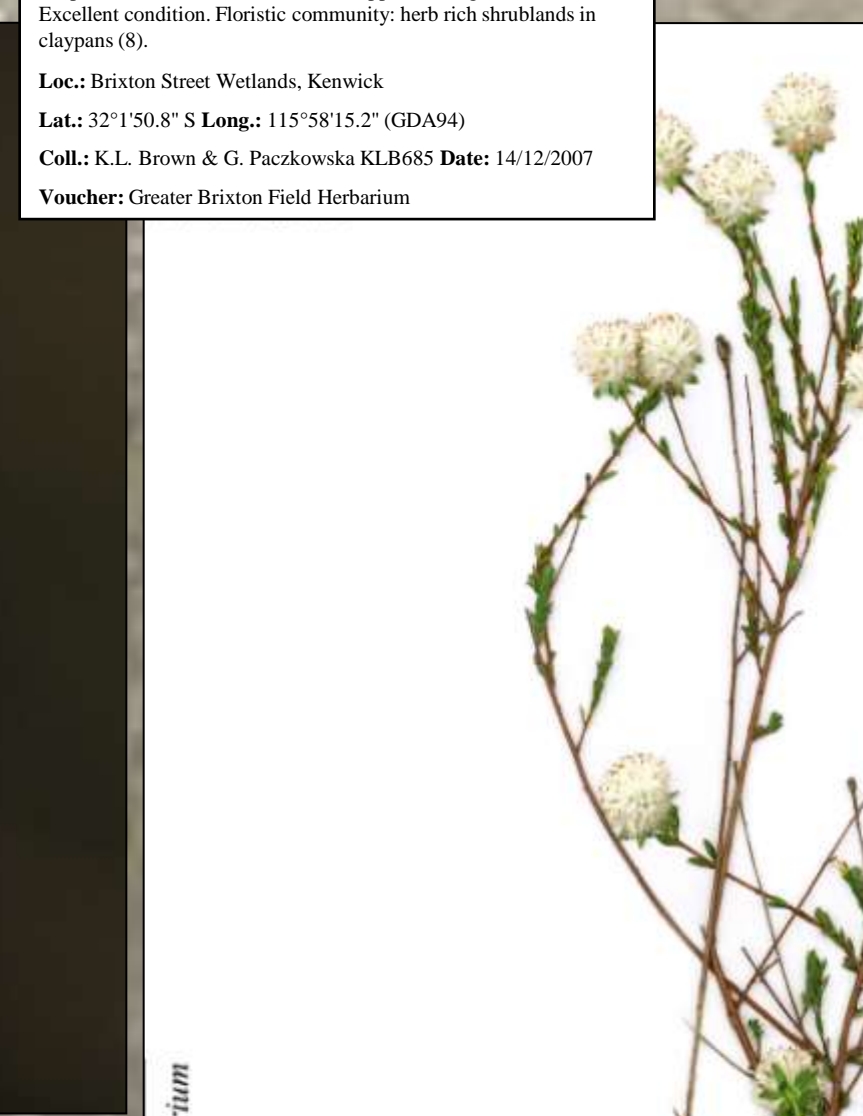 Excellent condition. Floristic community: herb rich shrublands in
claypans (8).
Loc.: Brixton Street Wetlands, Kenwick
Lat.: 32°1'50.8" S Long.: 115°58'15.2" (GDA94)
Coll.: K.L. Brown & G. Paczkowska KLB685 Date: 14/12/2007
Voucher: Greater Brixton Field Herbarium